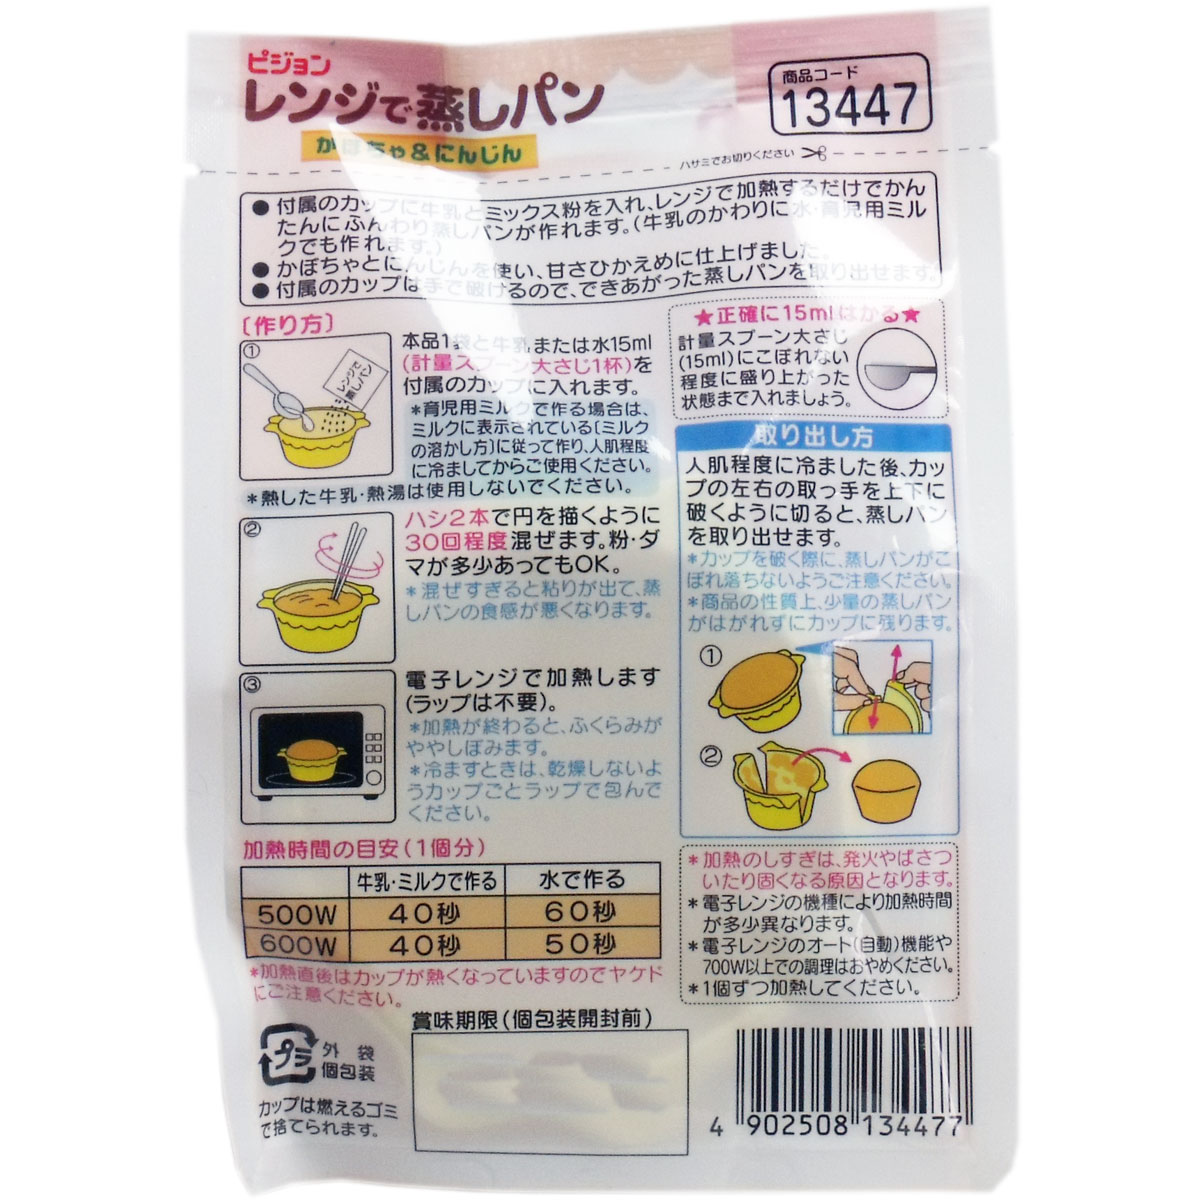 ピジョン
レンジで蒸しパン
かぼちゃ&にんじん
商品コード
13447
ハサミでお切りください
●付属のカップに牛乳とミックス粉を入れ、レンジで加熱するだけでかん
たんにふんわり蒸しパンが作れます。(牛乳のかわりに水・育児用ミル
クでも作れます。)
●かぼちゃとにんじんを使い、甘さひかえめに仕上げました。
●付属のカップは手で破けるので、できあがった蒸しパンを取り出せます。
〔作り方〕
①
レンジで
蒸しパン
本品1袋と牛乳または水15ml
(計量スプーン大さじ1杯)を
付属のカップに入れます。
*育児用ミルクで作る場合は、
ミルクに表示されている〔ミルク
の溶かし方〕に従って作り、人肌程度
に冷ましてからご使用ください。
*熱した牛乳・熱湯は使用しないでください。
②
ハシ2本で円を描くように
30回程度混ぜます。粉・ダ
マが多少あってもOK。
*混ぜすぎると粘りが出て、蒸
しパンの食感が悪くなります。
③
電子レンジで加熱します
(ラップは不要)。
*加熱が終わると、ふくらみが
ややしぼみます。
*冷ますときは、乾燥しないよ
うカップごとラップで包んで
ください。
加熱時間の目安(1個分)
牛乳・ミルクで作る 水で作る
500W 40秒 60秒
600W 40秒 50秒
*加熱直後はカップが熱くなっていますのでヤケド
にご注意ください。
★正確に15mlはかる★
計量スプーン大さじ
(15ml)にこぼれない
程度に盛り上がった
状態まで入れましょう。
取り出し方
人肌程度に冷ました後、カッ
プの左右の取っ手を上下に
破くように切ると、蒸しパン
を取り出せます。
*カップを破く際に、蒸しパンがこ
ぼれ落ちないようご注意ください。
*商品の性質上、少量の蒸しパン
がはがれずにカップに残ります。
①
②
*加熱のしすぎは、発火やぱさつ
いたり固くなる原因となります。
*電子レンジの機種により加熱時間
が多少異なります。
*電子レンジのオート(自動)機能や
700W以上での調理はおやめください。
*1個ずつ加熱してください。
プラ
外袋
個包装
カップは燃えるゴミ
で捨てられます。
賞味期限(個包装開封前)
4 902508 134477